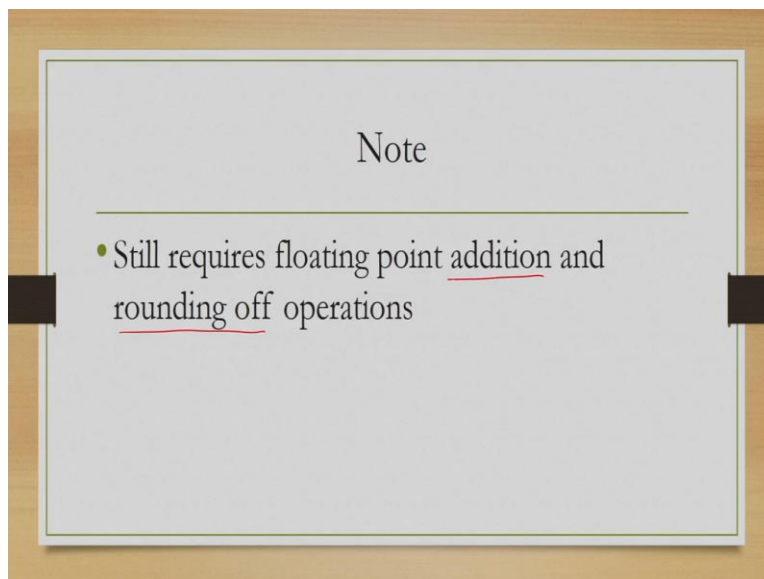 Note
• Still requires floating point addition and
rounding off operations